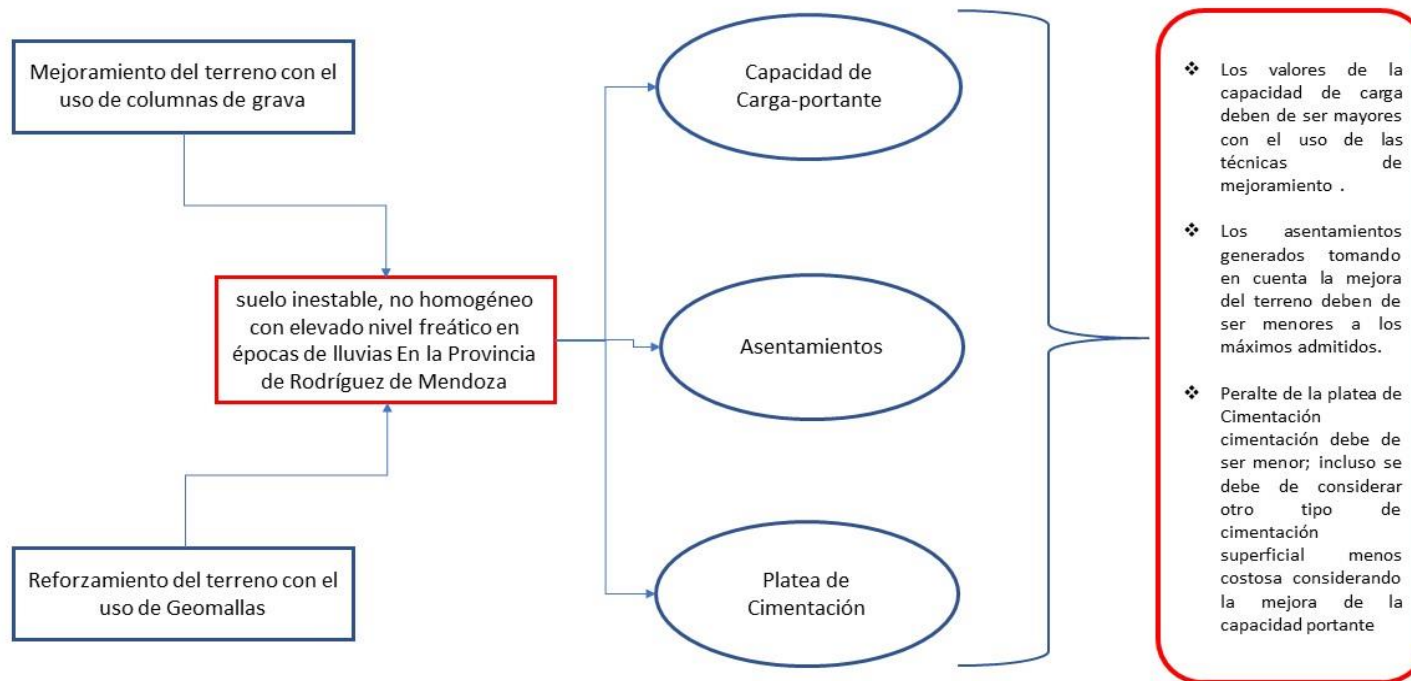 Mejoramiento del terreno con el
uso de columnas de grava
suelo inestable, no homogéneo
con elevado nivel freático en
épocas de lluvias En la Provincia
de Rodríguez de Mendoza
Reforzamiento del terreno con el
uso de Geomallas
Capacidad de
Carga-portante
Asentamientos
Platea de
Cimentación
❖ Los valores de la
capacidad de carga
deben de ser mayores
con el uso de las
técnicas de
mejoramiento .
❖ Los asentamientos
generados tomando
en cuenta la mejora
del terreno deben de
ser menores a los
máximos admitidos.
❖ Peralte de la platea de
Cimentación
cimentación debe de
ser menor; incluso se
debe de considerar
otro tipo de
cimentación
superficial menos
costosa considerando
la mejora de la
capacidad portante